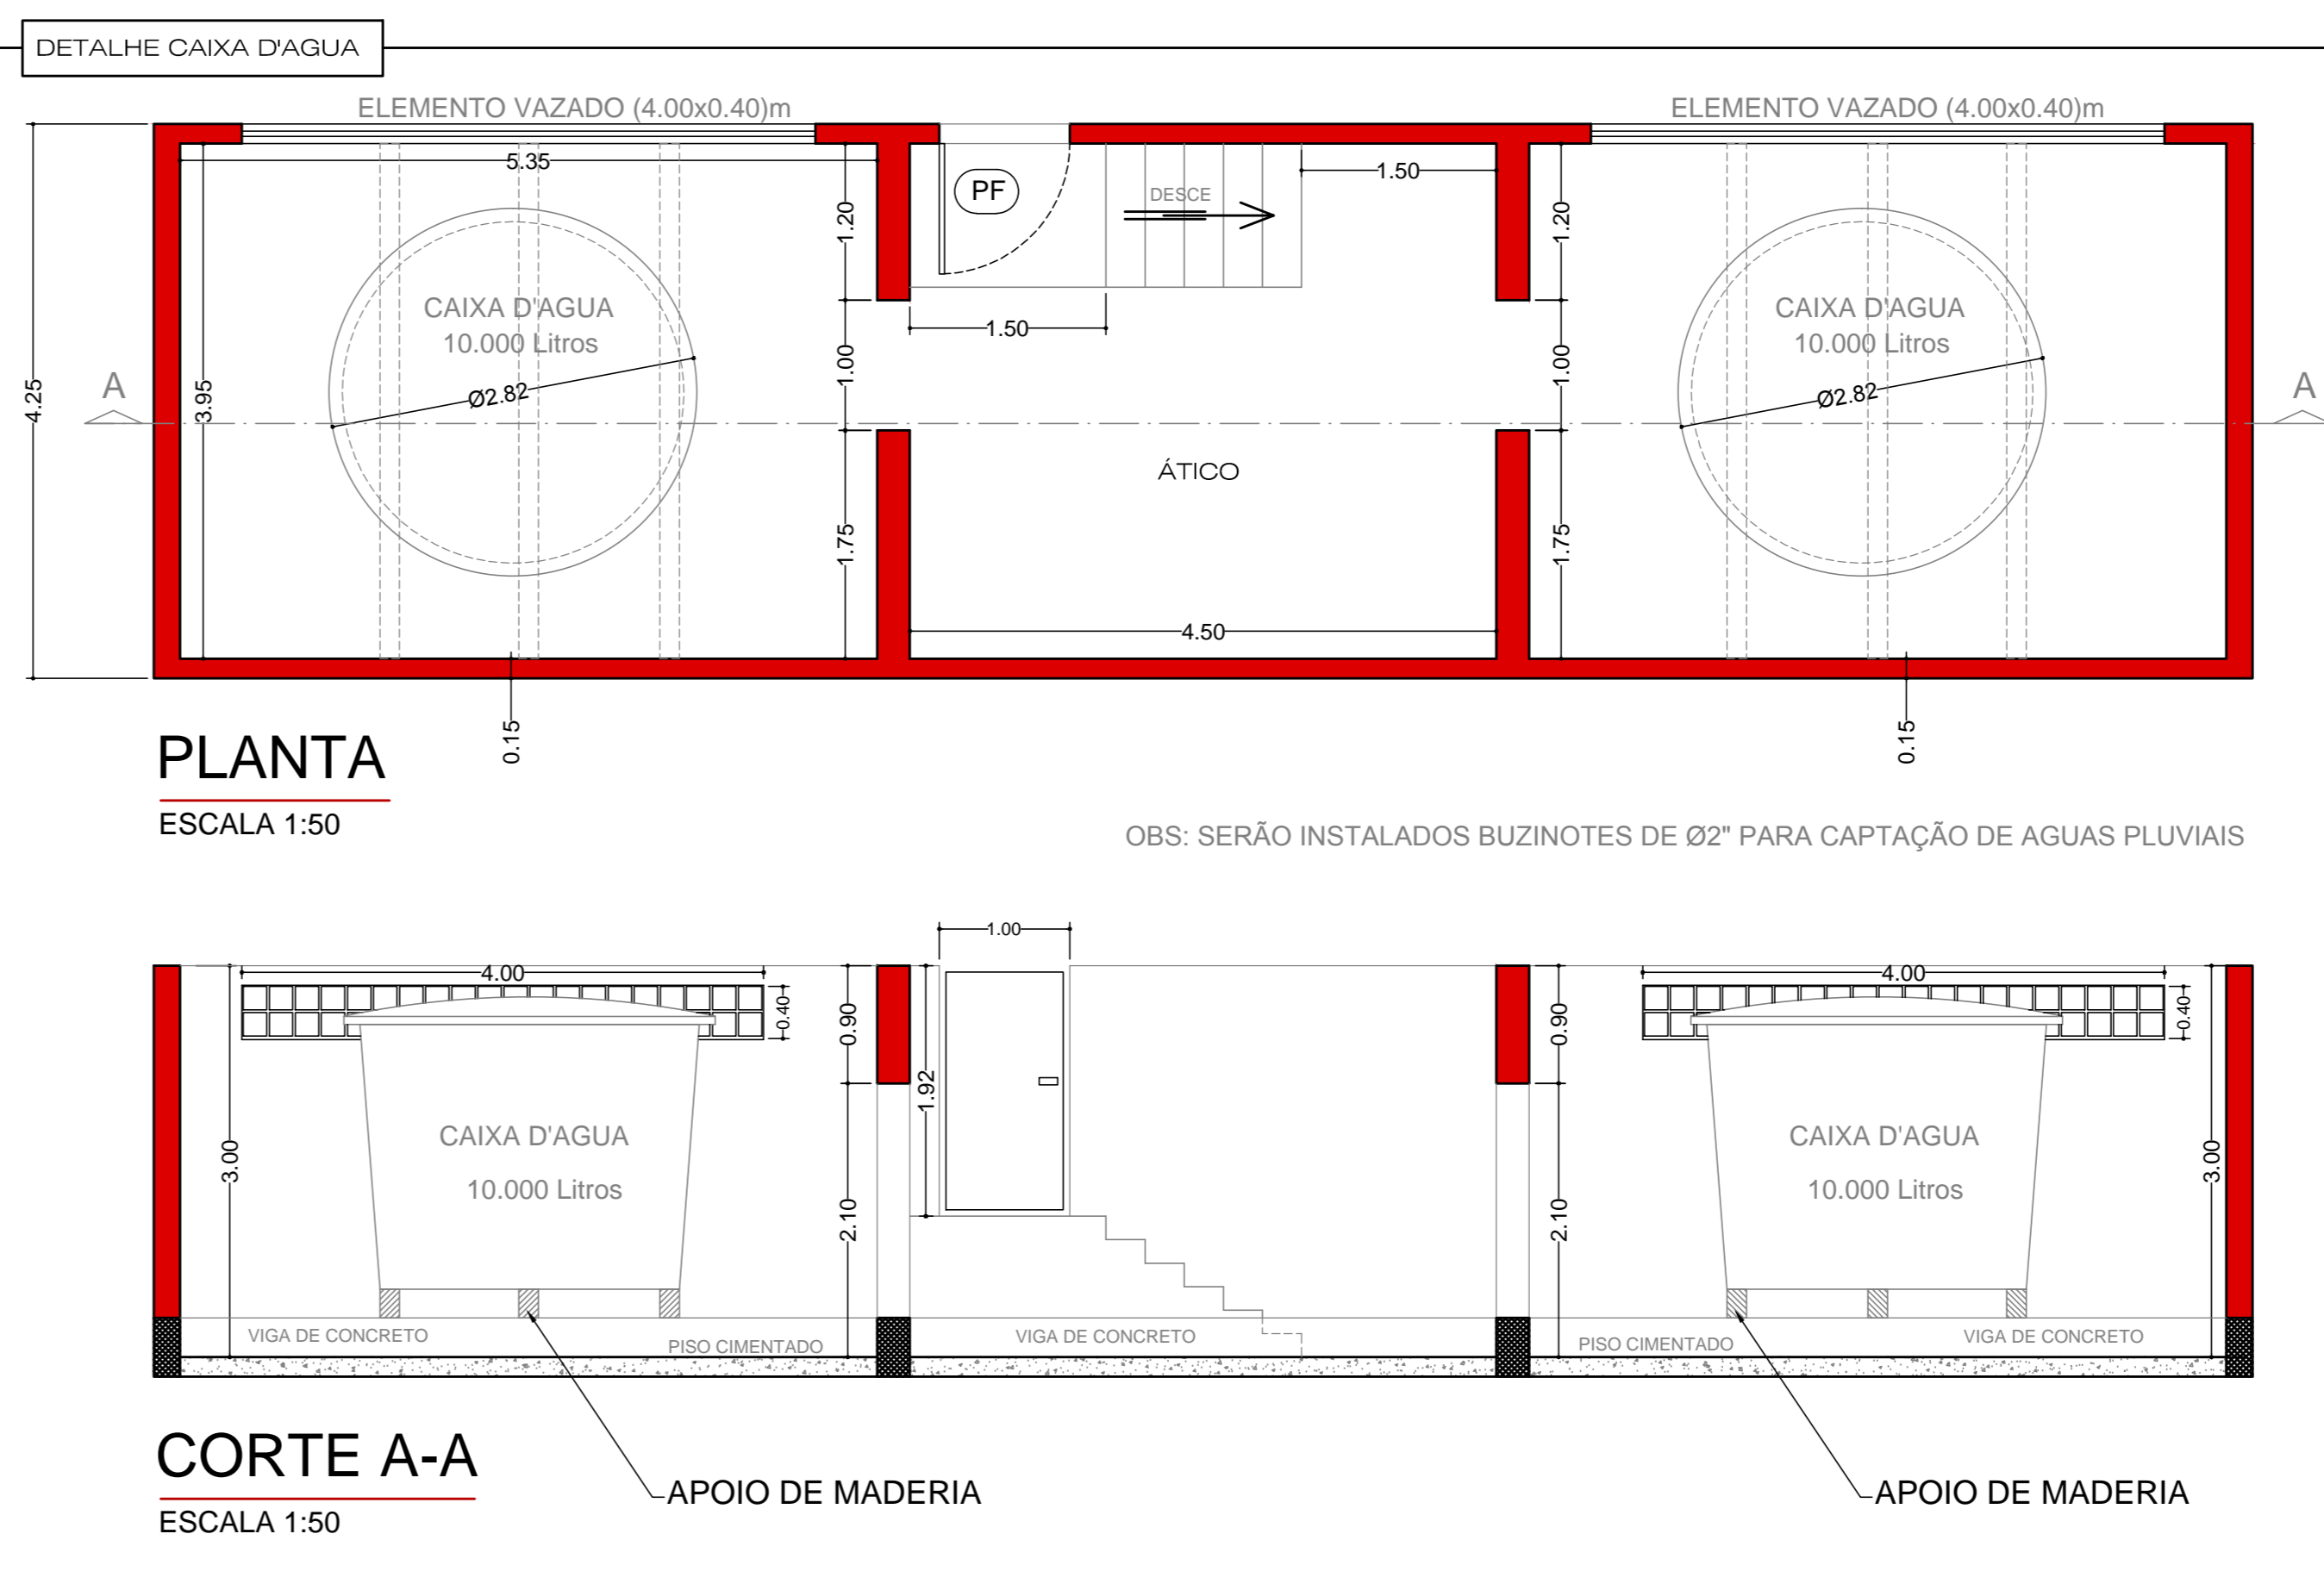 DETALHE CAIXA D'AGUA
ELEMENTO VAZADO (4.00x0.40)m
ELEMENTO VAZADO (4.00x0.40)m
5.35
1.50
PF
DESCE
1.20
1.20
CAIXA D'AGUA
10.000 Litros
CAIXA D'AGUA
10.000 Litros
1.50
1.00
1.00
A
A
4.25
3.95
Ø2.82
Ø2.82
ÁTICO
1.75
1.75
4.50
0.15
0.15
PLANTA
ESCALA 1:50
OBS: SERÃO INSTALADOS BUZINOTES DE Ø2" PARA CAPTAÇÃO DE AGUAS PLUVIAIS
1.00
4.00
4.00
0.40
0.40
0.90
0.90
1.92
CAIXA D'AGUA
10.000 Litros
CAIXA D'AGUA
10.000 Litros
3.00
3.00
2.10
2.10
VIGA DE CONCRETO
PISO CIMENTADO
VIGA DE CONCRETO
PISO CIMENTADO
VIGA DE CONCRETO
CORTE A-A
ESCALA 1:50
APOIO DE MADERIA
APOIO DE MADERIA